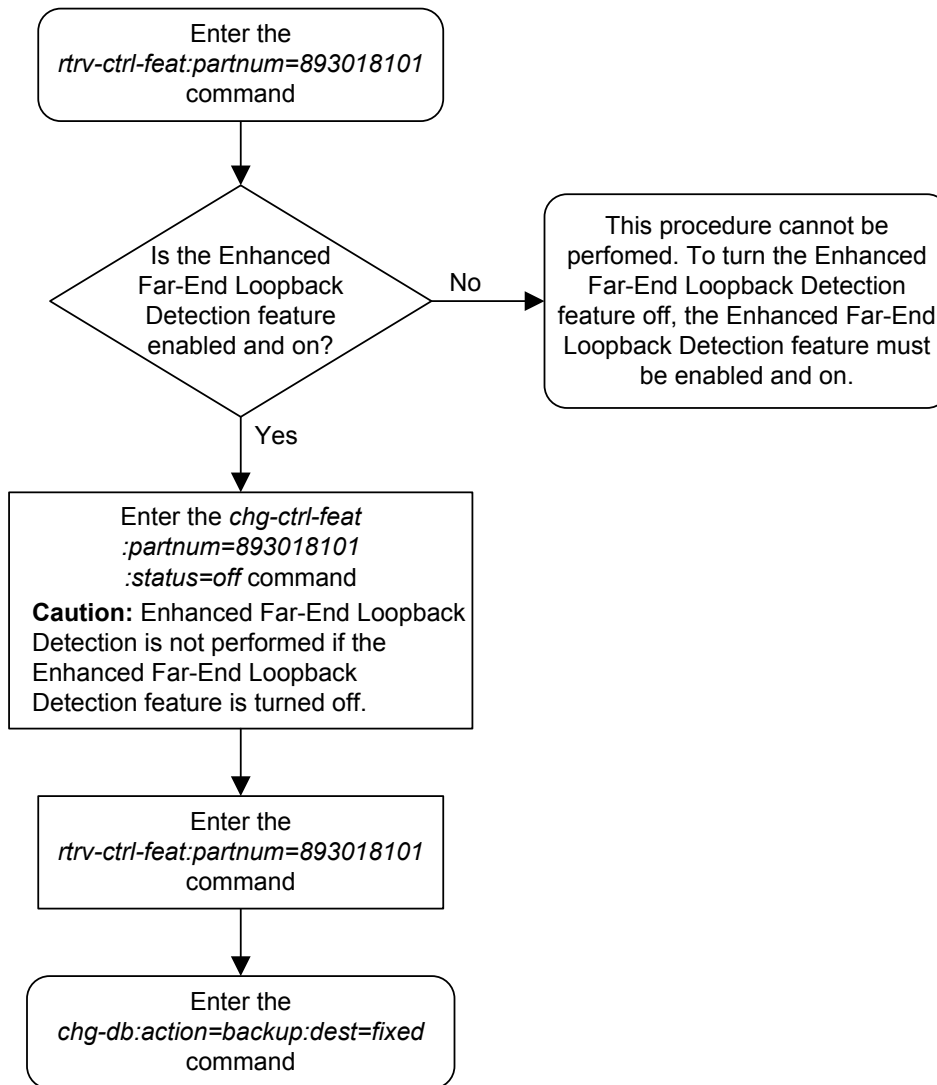 Enter the
rtrv-ctrl-feat:partnum=893018101
command
Is the Enhanced
Far-End Loopback
Detection feature
enabled and on?
No
This procedure cannot be
perfomed. To turn the Enhanced
Far-End Loopback Detection
feature off, the Enhanced Far-End
Loopback Detection feature must
be enabled and on.
Yes
Enter the chg-ctrl-feat
:partnum=893018101
:status=off command
Caution: Enhanced Far-End Loopback
Detection is not performed if the
Enhanced Far-End Loopback
Detection feature is turned off.
Enter the
rtrv-ctrl-feat:partnum=893018101
command
Enter the
chg-db:action=backup:dest=fixed
command